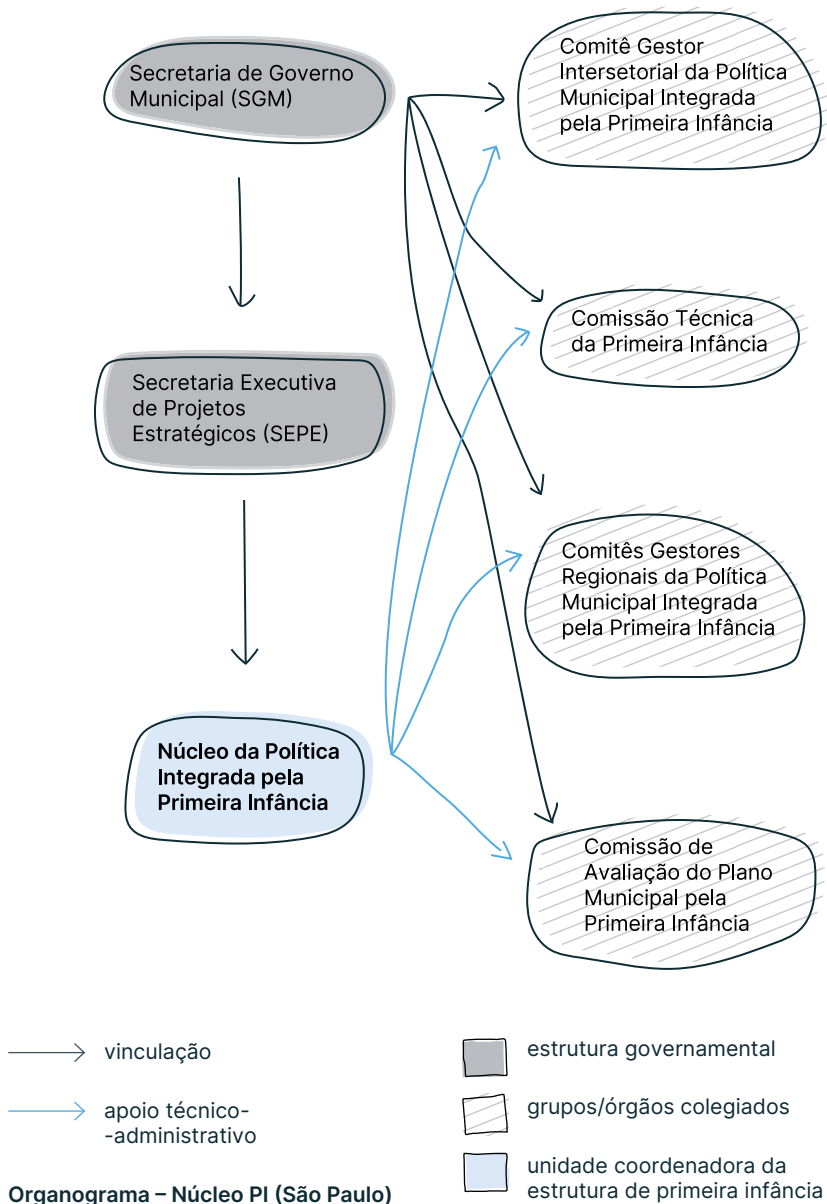 Secretaria de Governo
Municipal (SGM)
Comitê Gestor
Intersetorial da Política
Municipal Integrada
pela Primeira Infância
Comissão Técnica
da Primeira Infância
Secretaria Executiva
de Projetos
Estratégicos (SEPE)
Comitês Gestores
Regionais da Política
Municipal Integrada
pela Primeira Infância
Núcleo da Política
Integrada pela
Primeira Infância
Comissão de
Avaliação do Plano
Municipal pela
Primeira Infância
vinculação
apoio técnico-
-administrativo
estrutura governamental
grupos/órgãos colegiados
unidade coordenadora da
estrutura de primeira infância
Organograma – Núcleo PI (São Paulo)